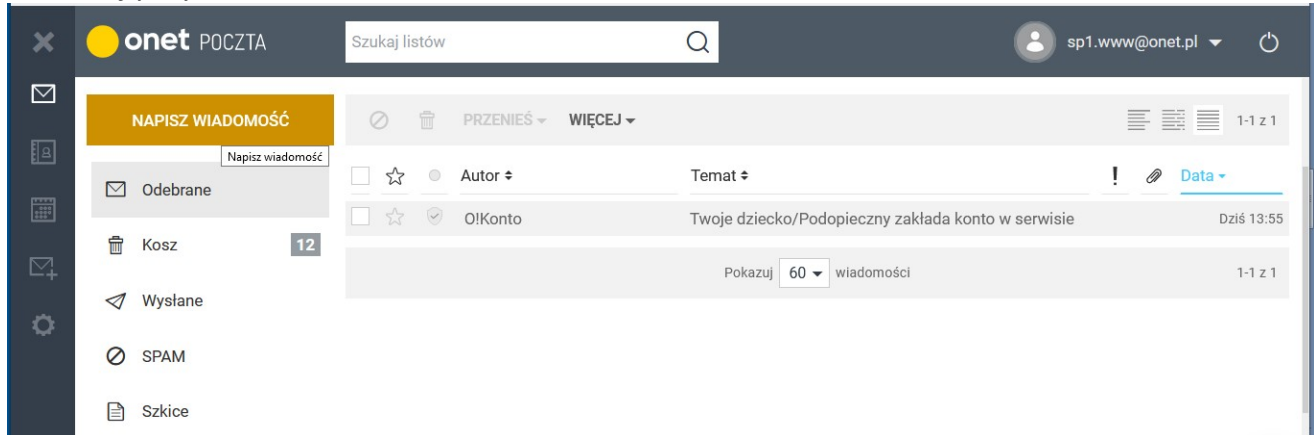 onet POCZTA
Szukaj listów
sp1.www@onet.pl
NAPISZ WIADOMOŚĆ
PRZENIEŚ
WIĘCEJ
1-1 z 1
Napisz wiadomość
Odebrane
Autor
Temat
!
Data
O!Konto
Twoje dziecko/Podopieczny zakłada konto w serwisie
Dziś 13:55
Kosz
12
Pokazuj 60 wiadomości
1-1 z 1
Wysłane
SPAM
Szkice